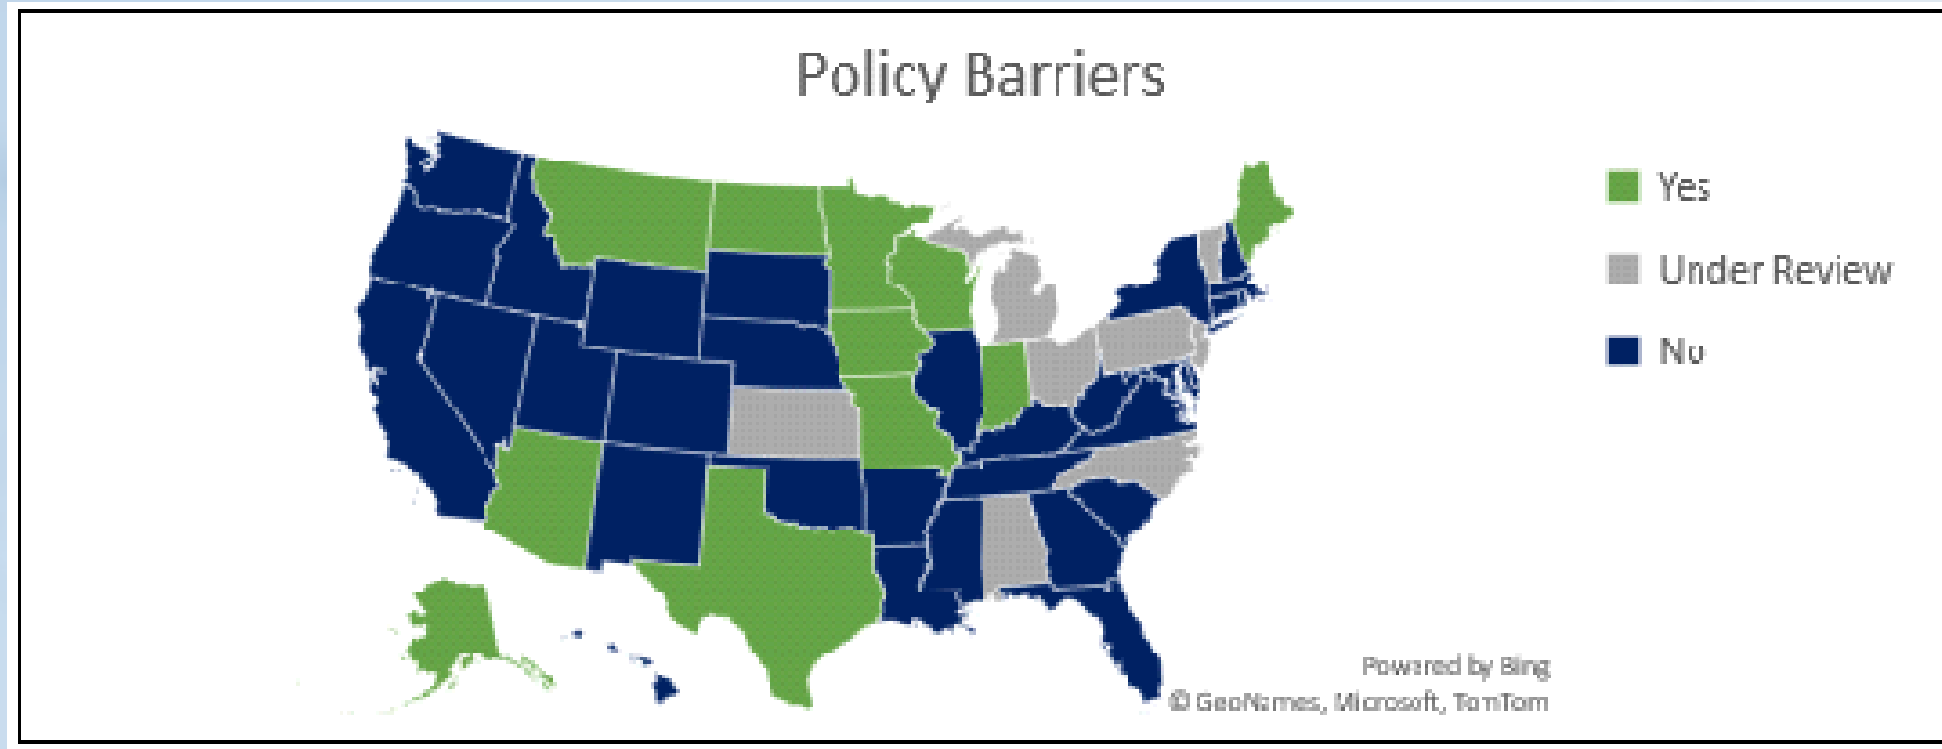 Policy Barriers
Yes
Under Review
No
Powered by Bing
© GeoNames, Microsoft, TomTom